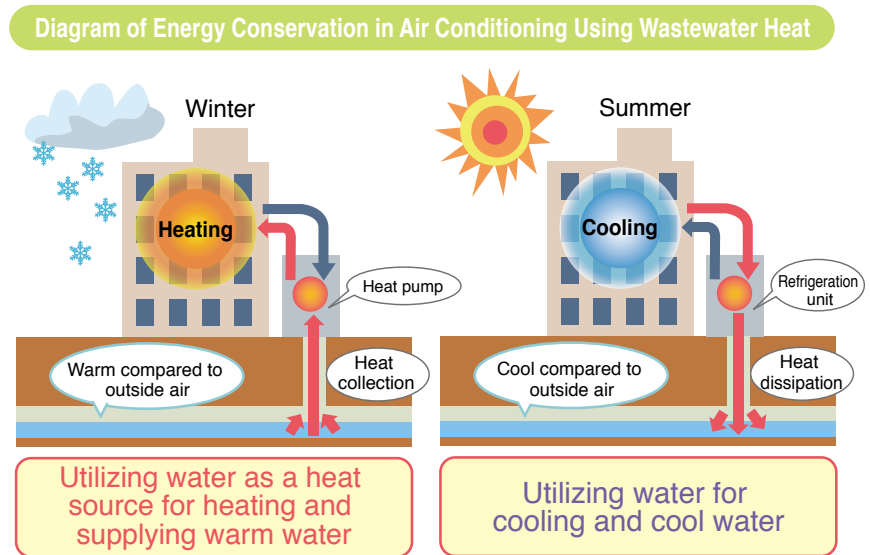 Diagram of Energy Conservation in Air Conditioning Using Wastewater Heat
Winter
Heating
Heat pump
Warm compared to
outside air
Heat
collection
Utilizing water as a heat
source for heating and
supplying warm water
Summer
Cooling
Refrigeration
unit
Cool compared to
outside air
Heat
dissipation
Utilizing water for
cooling and cool water